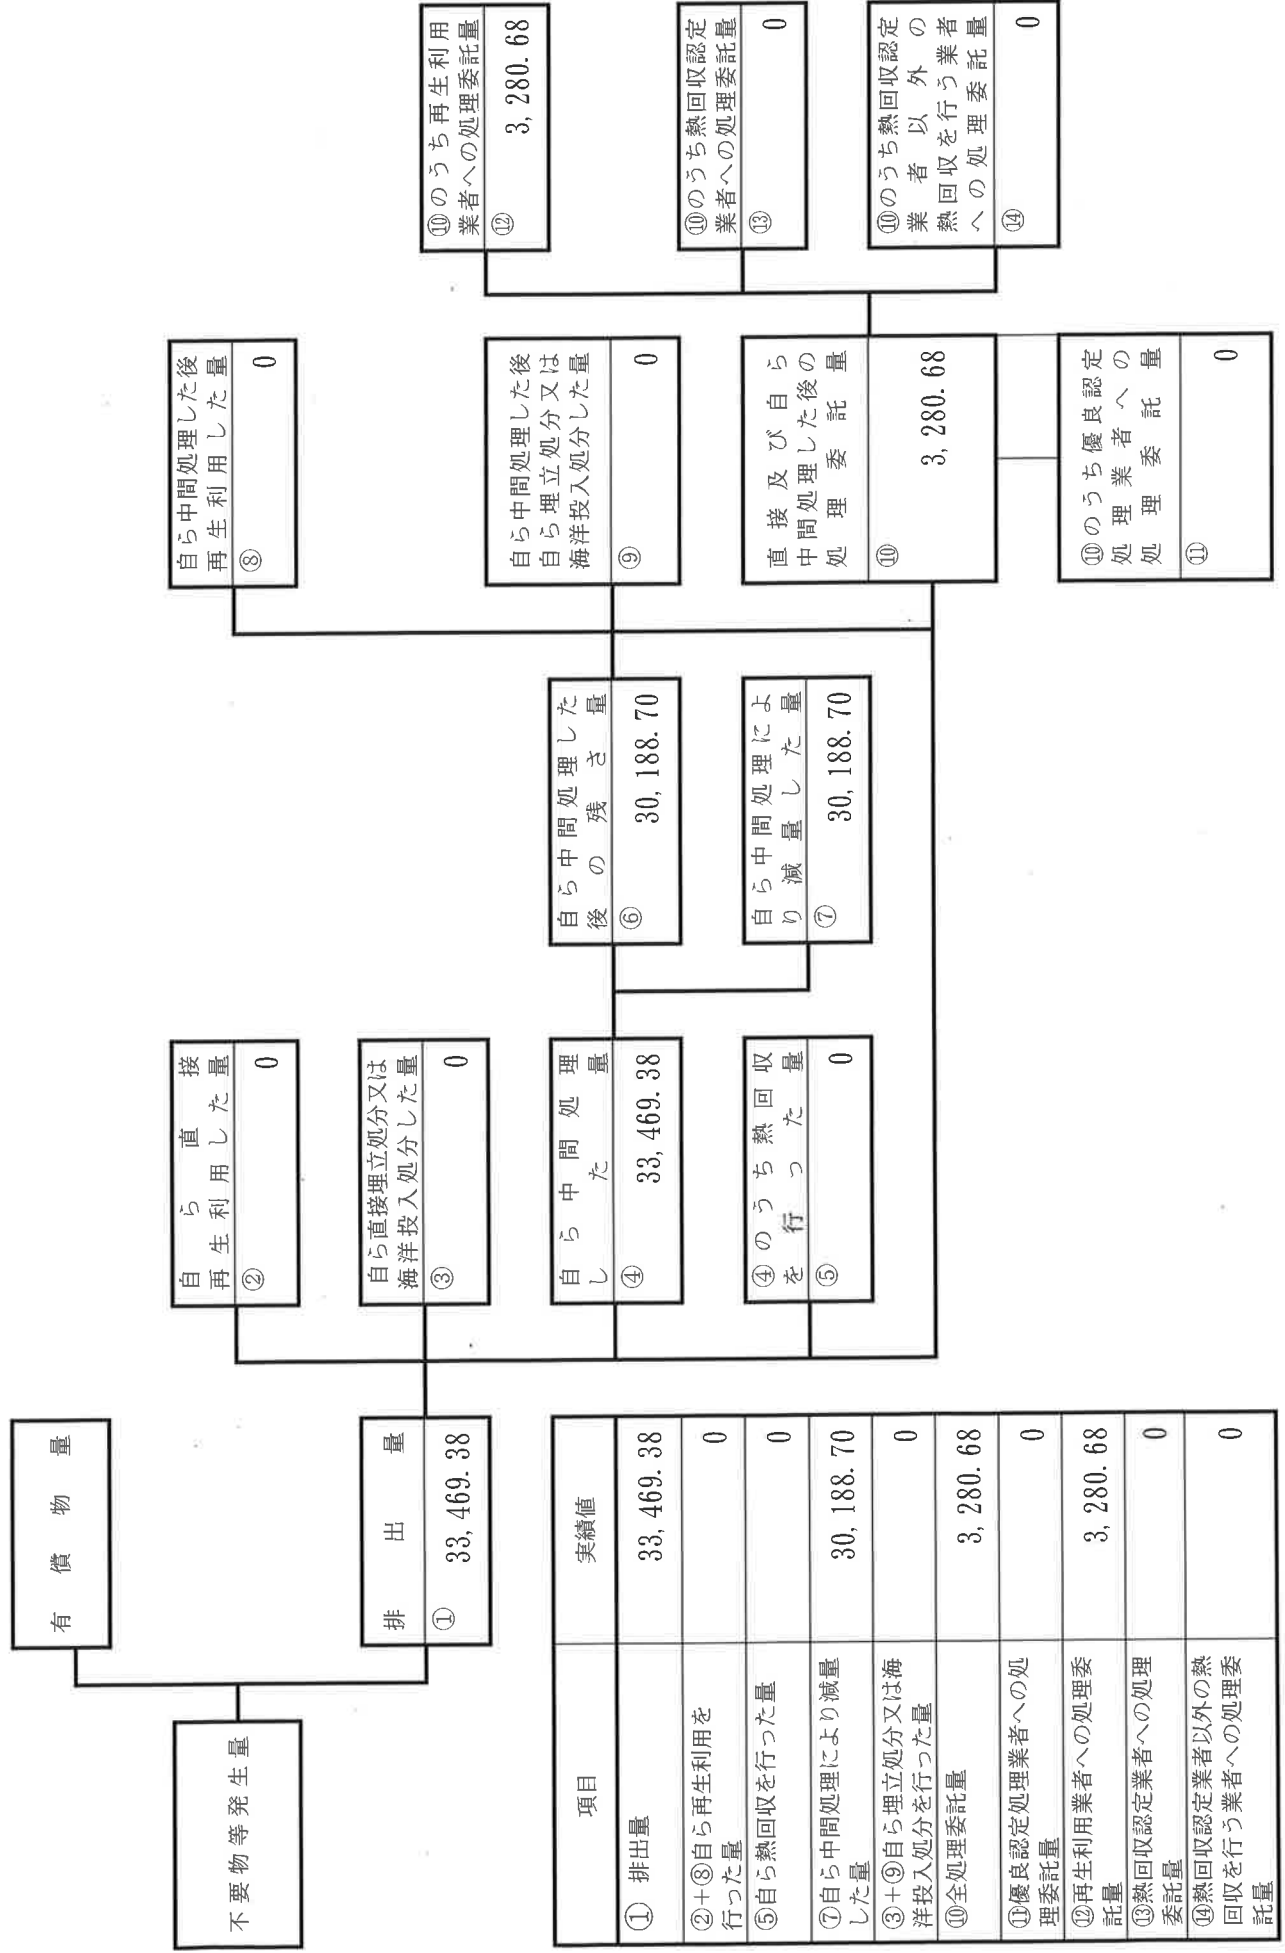 不要物等発生量
有償物量
排出量
① 33,469.38
自ら直接
再生利用した量
② 0
自ら直接埋立処分又は
海洋投入処分した量
③ 0
自ら中間処理
した量
④ 33,469.38
④のうち熱回収
を行った量
⑤ 0
自ら中間処理した
後の残さ量
⑥ 30,188.70
自ら中間処理によ
り減量した量
⑦ 30,188.70
自ら中間処理した後
再生利用した量
⑧ 0
自ら中間処理した後
自ら埋立処分又は
海洋投入処分した量
⑨ 0
直接及び自ら
中間処理した後の
処理委託量
⑩ 3,280.68
⑩のうち優良認定
処理業者への
処理委託量
⑪ 0
⑩のうち再生利用
業者への処理委託量
⑫ 3,280.68
⑩のうち熱回収認定
業者への処理委託量
⑬ 0
⑩のうち熱回収認定
業者以外の
熱回収を行う業者
への処理委託量
⑭ 0
項目 実績値
① 排出量 33,469.38
②+⑧自ら再生利用を
行った量 0
⑤自ら熱回収を行った量 0
⑦自ら中間処理により減量
した量 30,188.70
③+⑨自ら埋立処分又は海
洋投入処分を行った量 0
⑩全処理委託量 3,280.68
⑪優良認定処理業者への処
理委託量 0
⑫再生利用業者への処理委
託量 3,280.68
⑬熱回収認定業者への処理
委託量 0
⑭熱回収認定業者以外の熱
回収を行う業者への処理委
託量 0